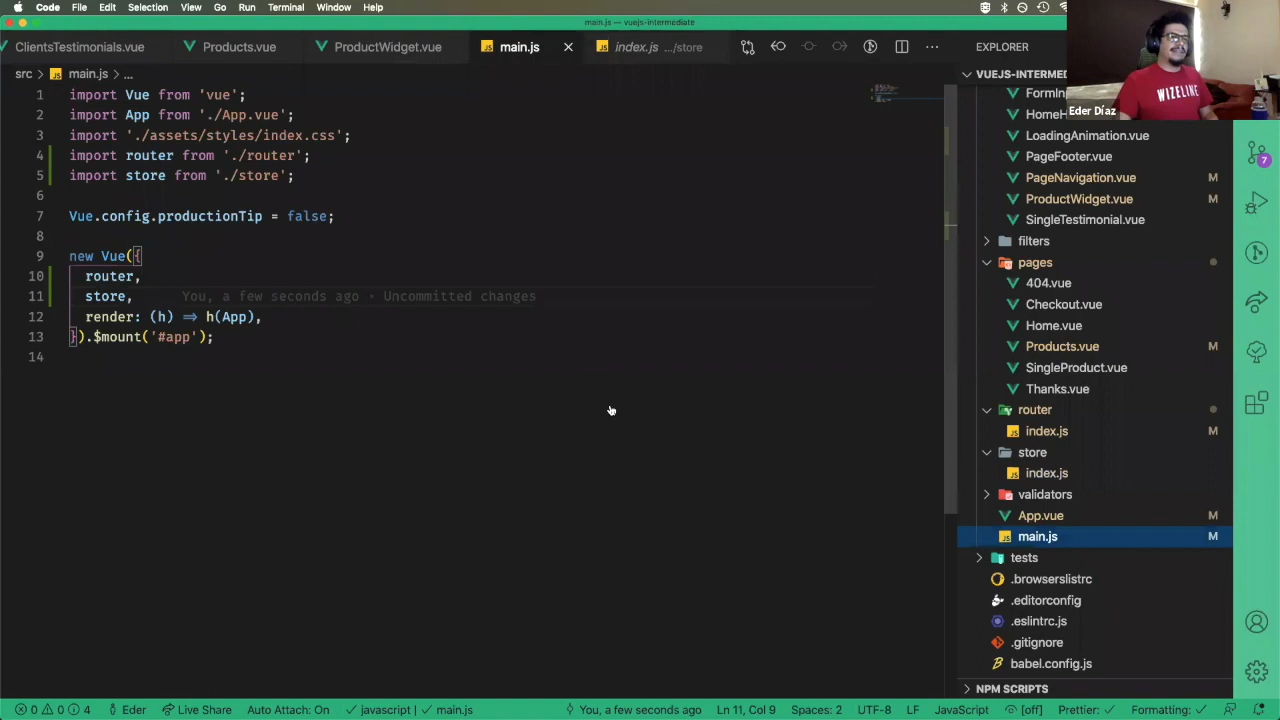 Code File Edit Selection View Go Run Terminal Window Help
main.js — vuejs-intermediate
ClientsTestimonials.vue Products.vue ProductWidget.vue main.js index.js .../store
src main.js ...
1 import Vue from 'vue';
2 import App from './App.vue';
3 import './assets/styles/index.css';
4 import router from './router';
5 import store from './store';
6
7 Vue.config.productionTip = false;
8
9 new Vue({
10 router,
11 store, You, a few seconds ago • Uncommitted changes
12 render: (h) => h(App),
13 }).$mount('#app');
14
EXPLORER
VUEJS-INTERMED
FormIn
HomeH
LoadingAnimation.vue
PageFooter.vue
PageNavigation.vue M
ProductWidget.vue M
SingleTestimonial.vue
filters
pages
404.vue
Checkout.vue
Home.vue
Products.vue M
SingleProduct.vue
Thanks.vue
router
index.js M
store
index.js
validators
App.vue M
main.js M
tests
.browserslistrc
.editorconfig
.eslintrc.js
.gitignore
babel.config.js
NPM SCRIPTS
WIZELINE
Eder Díaz
7
0 0 4 Eder Live Share Auto Attach: On javascript | main.js You, a few seconds ago Ln 11, Col 9 Spaces: 2 UTF-8 LF JavaScript [off] Prettier: Formatting: